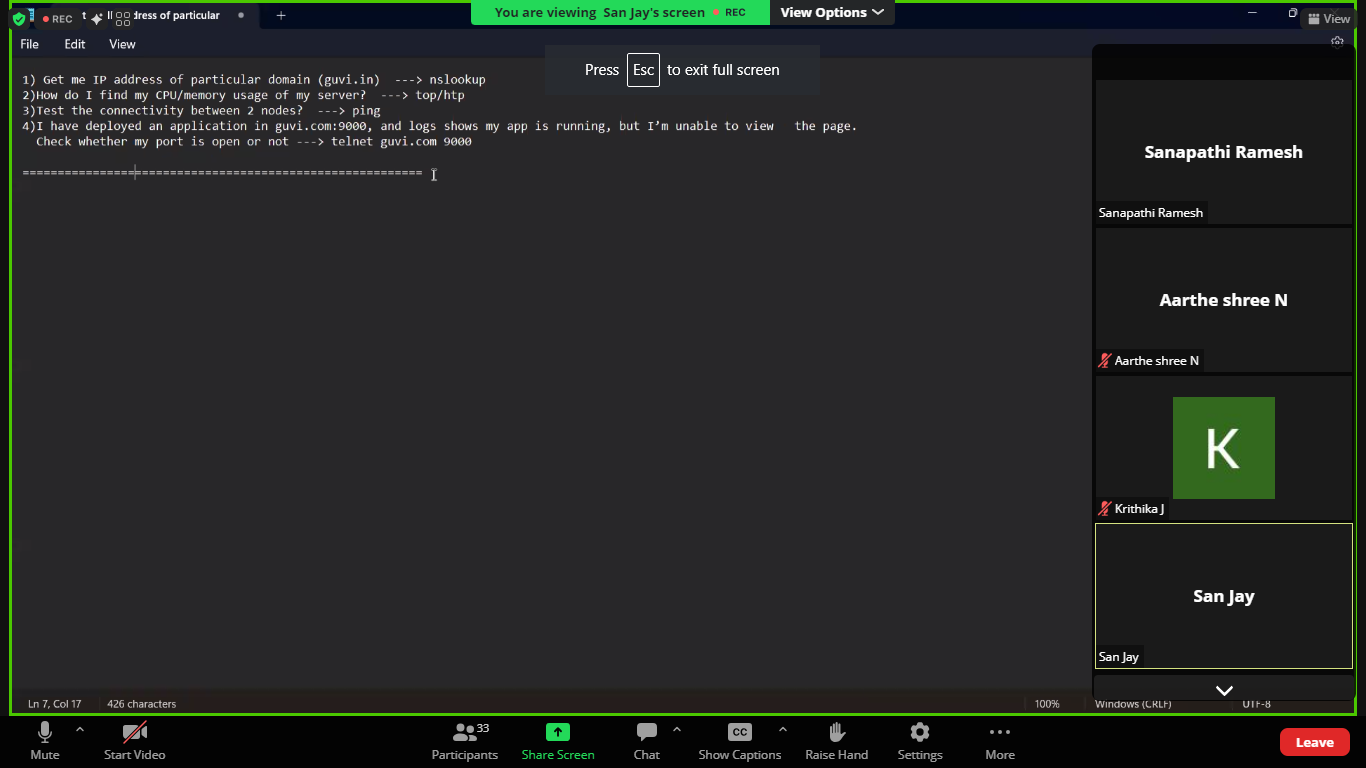 REC
dress of particular
You are viewing San Jay's screen REC
View Options
View
File Edit View
Press Esc to exit full screen
1) Get me IP address of particular domain (guvi.in) ---> nslookup
2)How do I find my CPU/memory usage of my server? ---> top/htp
3)Test the connectivity between 2 nodes? ---> ping
4)I have deployed an application in guvi.com:9000, and logs shows my app is running, but I’m unable to view the page.
Check whether my port is open or not ---> telnet guvi.com 9000
=========================================================
Sanapathi Ramesh
Sanapathi Ramesh
Aarthe shree N
Aarthe shree N
K
Krithika J
San Jay
San Jay
Ln 7, Col 17 426 characters 100% Windows (CRLF) UTF-8
33
Mute Start Video Participants Share Screen Chat CC Show Captions Raise Hand Settings More Leave